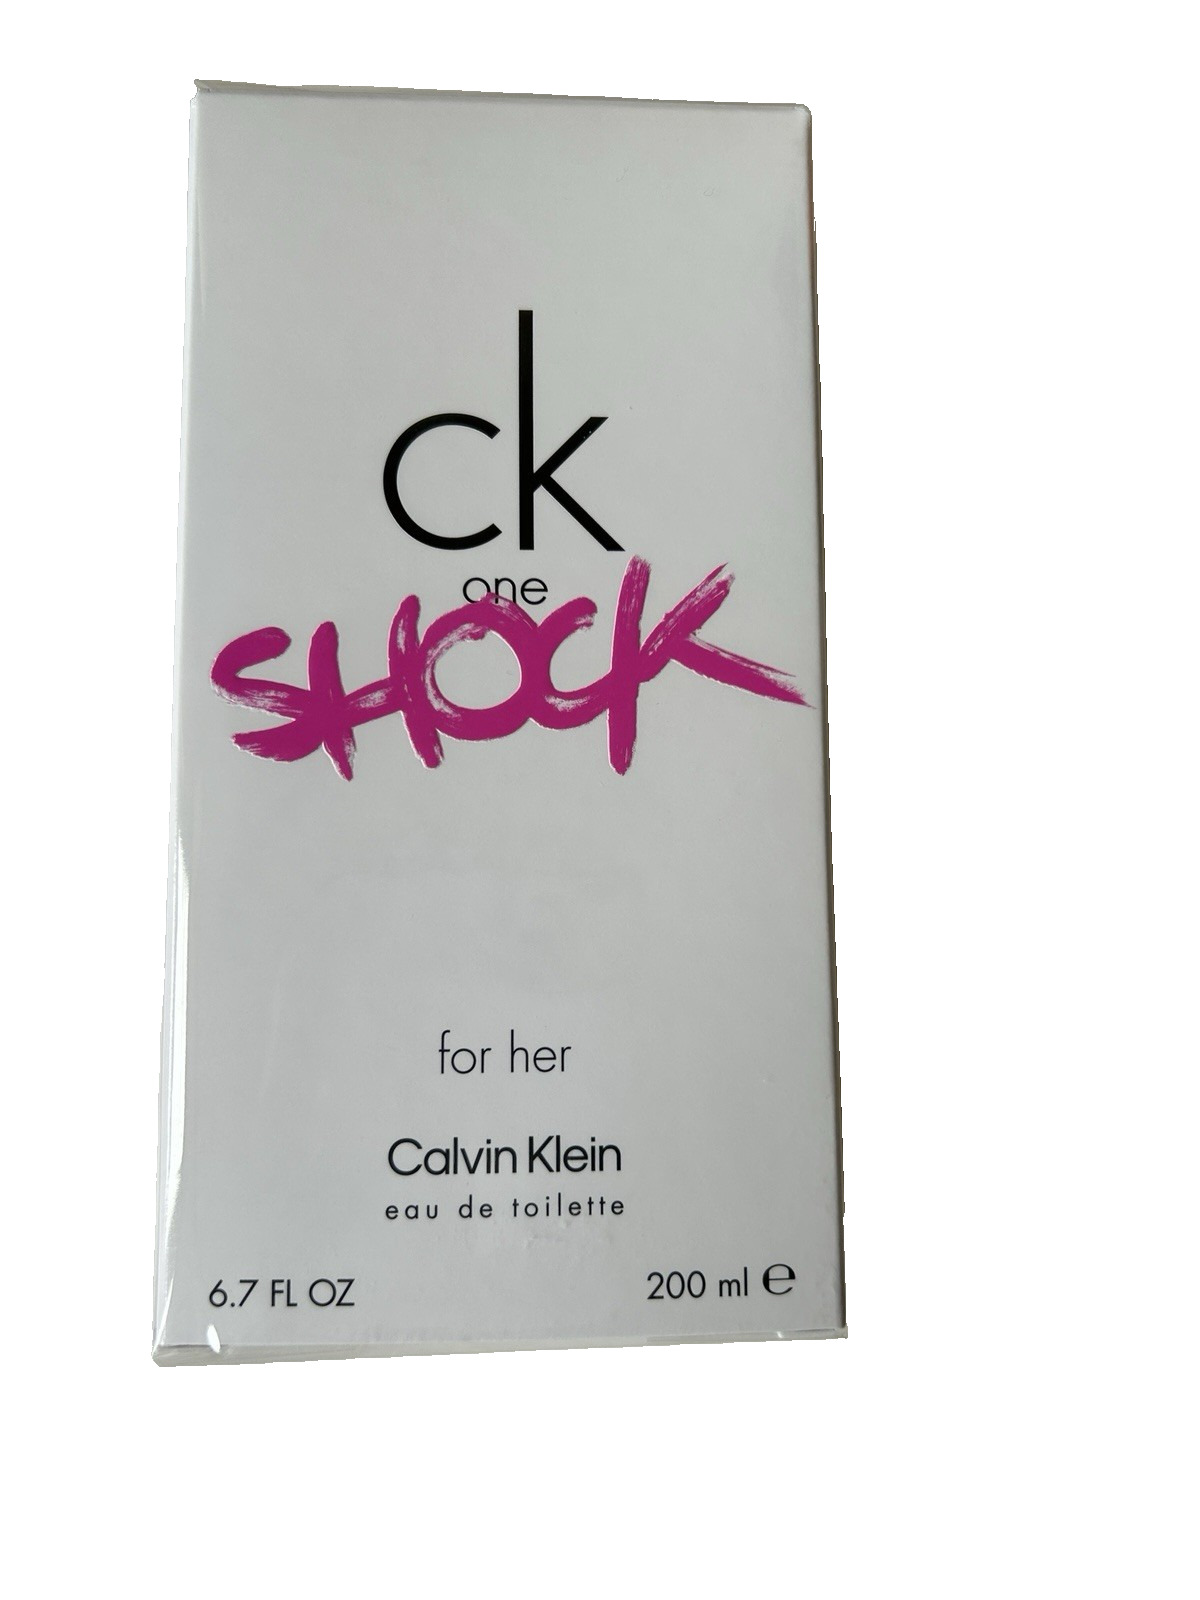 ck
one
SHOCK
for her
Calvin Klein
eau de toilette
6.7 FL OZ 200 ml ℮